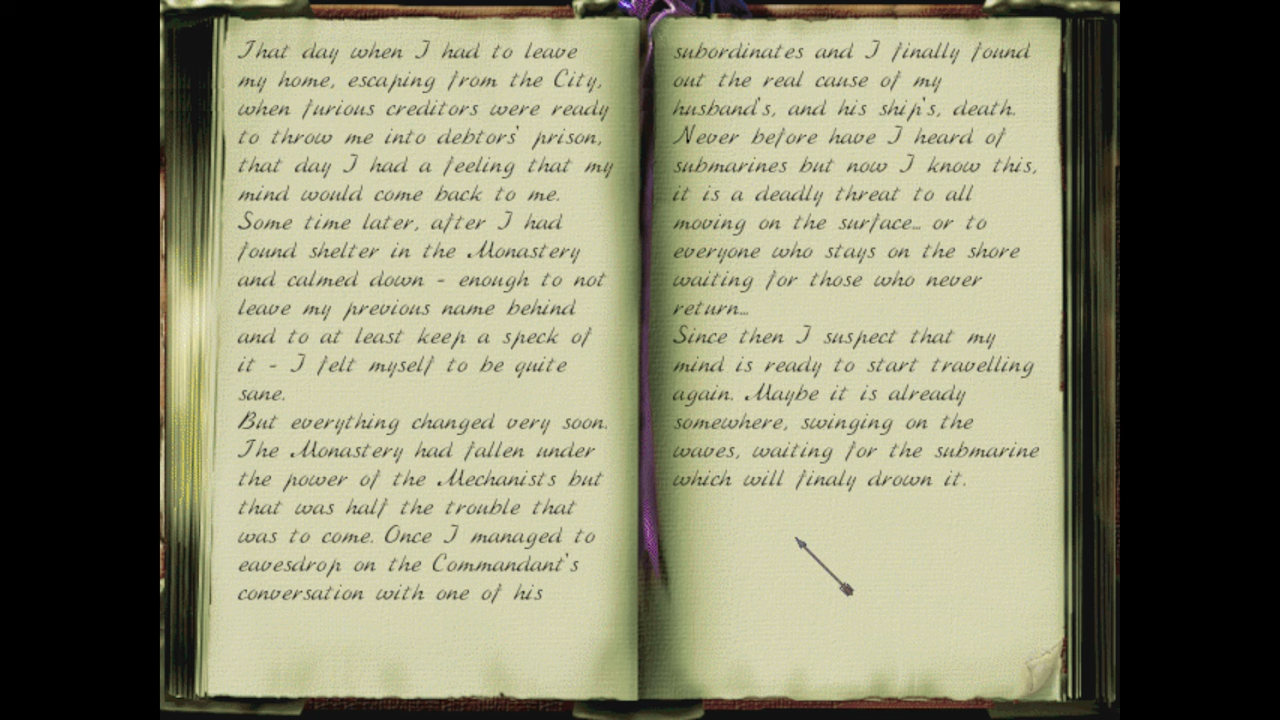 That day when I had to leave
my home, escaping from the City,
when furious creditors were ready
to throw me into debtors' prison,
that day I had a feeling that my
mind would come back to me.
Some time later, after I had
found shelter in the Monastery
and calmed down - enough to not
leave my previous name behind
and to at least keep a speck of
it - I felt myself to be quite
sane.
But everything changed very soon.
The Monastery had fallen under
the power of the Mechanists but
that was half the trouble that
was to come. Once I managed to
eavesdrop on the Commandant's
conversation with one of his
subordinates and I finally found
out the real cause of my
husband's, and his ship's, death.
Never before have I heard of
submarines but now I know this,
it is a deadly threat to all
moving on the surface... or to
everyone who stays on the shore
waiting for those who never
return...
Since then I suspect that my
mind is ready to start travelling
again. Maybe it is already
somewhere, swinging on the
waves, waiting for the submarine
which will finaly drown it.